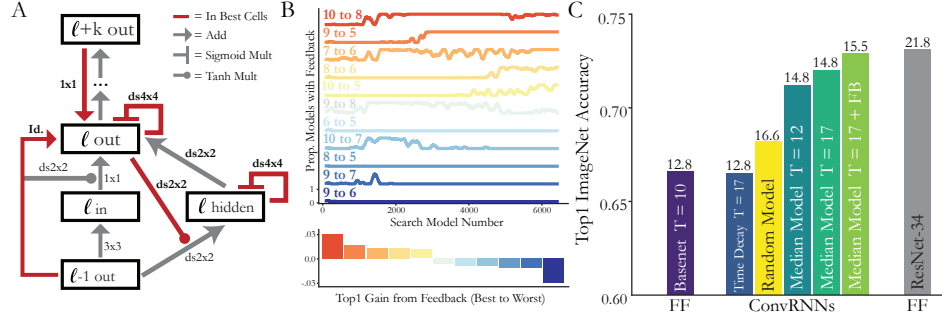 A
ℓ+k out
= In Best Cells
= Add
= Sigmoid Mult
= Tanh Mult
1x1
...
ds4x4
Id.
ℓ out
ds2x2
ds2x2
1x1
ds2x2
ds4x4
ℓ in
ℓ hidden
3x3
ds2x2
ℓ-1 out
B
Prop. Models with Feedback
10 to 8
9 to 5
7 to 6
8 to 6
10 to 5
9 to 8
6 to 5
10 to 7
8 to 5
9 to 7
9 to 6
1
0
0
2000
4000
6000
Search Model Number
.03
0.0
-.03
Top1 Gain from Feedback (Best to Worst)
C
Top1 ImageNet Accuracy
0.75
0.70
0.65
0.60
12.8
12.8
16.6
14.8
14.8
15.5
21.8
Basenet T = 10
Time Decay T = 17
Random Model
Median Model T = 12
Median Model T = 17
Median Model T = 17 + FB
ResNet-34
FF
ConvRNNs
FF